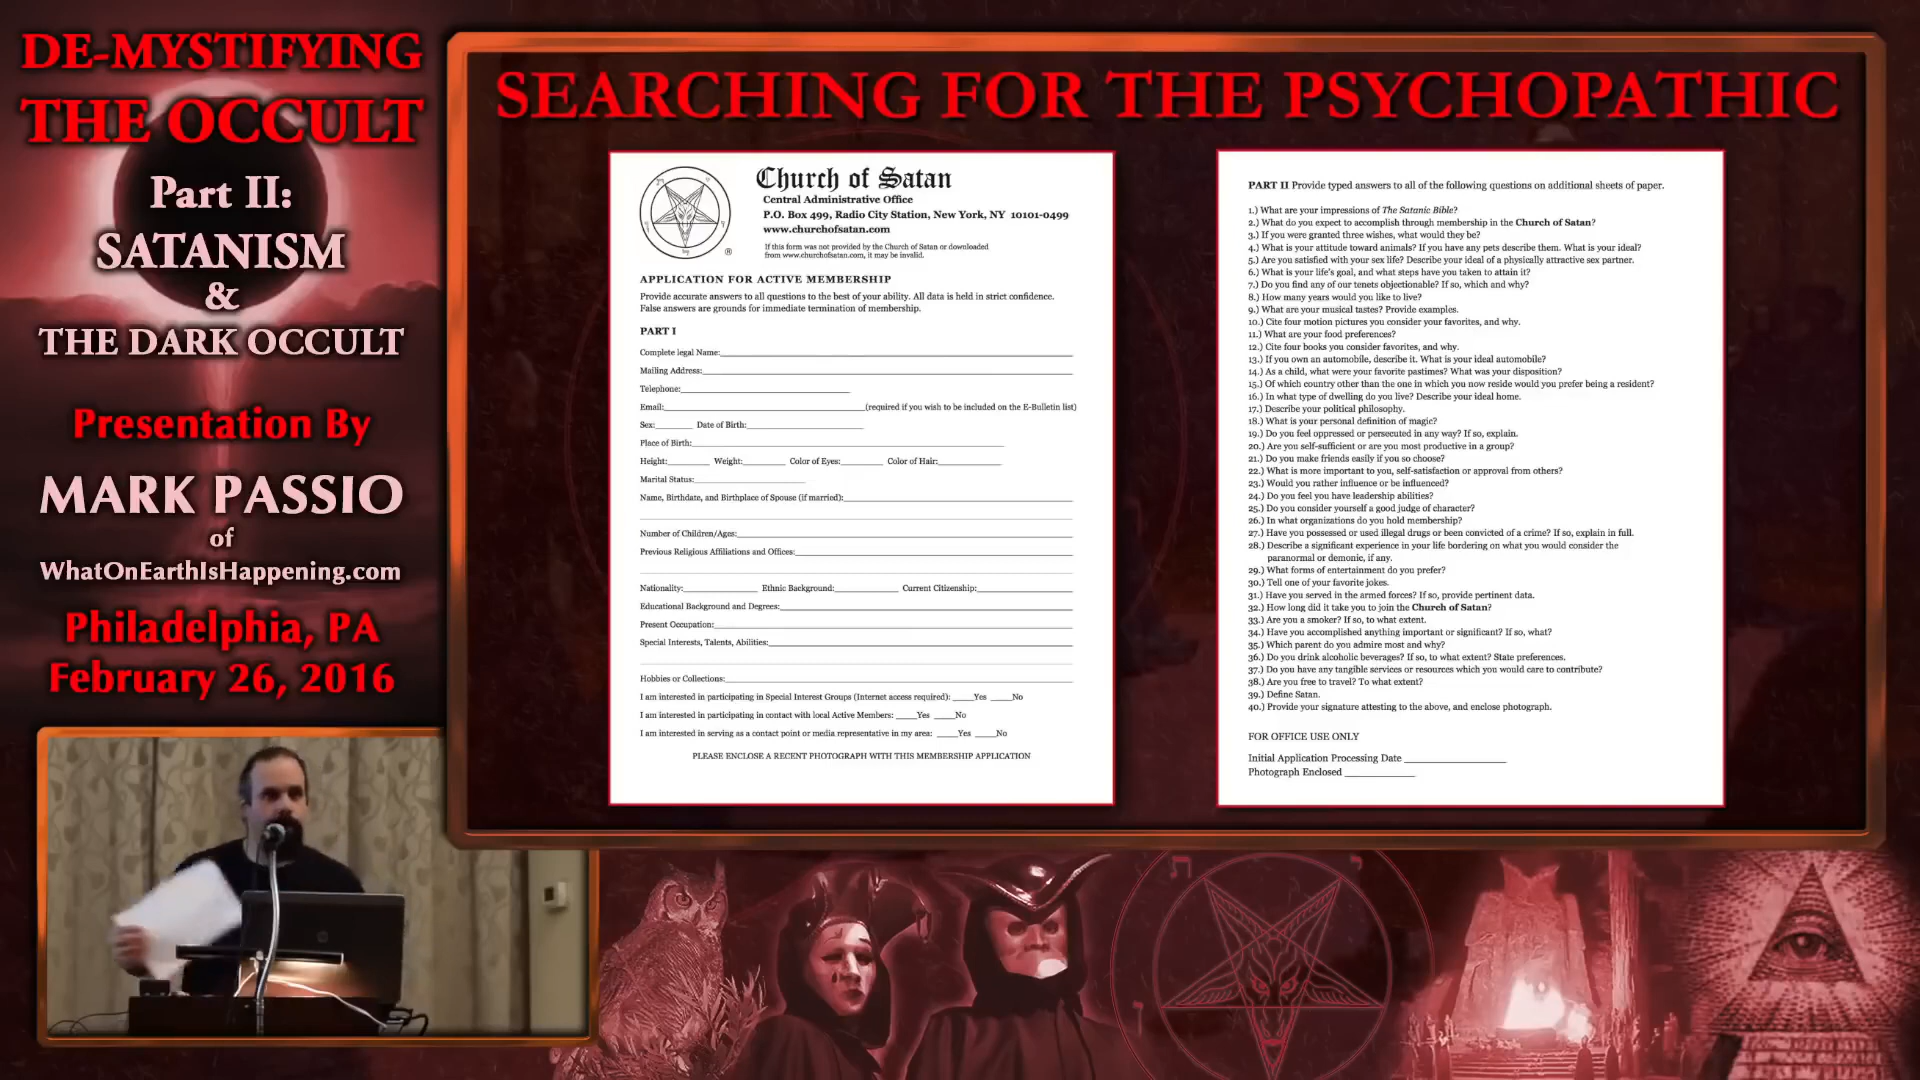 DE-MYSTIFYING
THE OCCULT
Part II:
SATANISM
&
THE DARK OCCULT
Presentation By
MARK PASSIO
of
WhatOnEarthIsHappening.com
Philadelphia, PA
February 26, 2016
SEARCHING FOR THE PSYCHOPATHIC
Church of Satan
Central Administrative Office
P.O. Box 499, Radio City Station, New York, NY 10101-0499
www.churchofsatan.com
®
If this form was not provided by the Church of Satan or downloaded
from www.churchofsatan.com, it may be invalid.
APPLICATION FOR ACTIVE MEMBERSHIP
Provide accurate answers to all questions to the best of your ability. All data is held in strict confidence.
False answers are grounds for immediate termination of membership.
PART I
Complete legal Name:
Mailing Address:
Telephone:
Email: (required if you wish to be included on the E-Bulletin list)
Sex: Date of Birth:
Place of Birth:
Height: Weight: Color of Eyes: Color of Hair:
Marital Status:
Name, Birthdate, and Birthplace of Spouse (if married):
Number of Children/Ages:
Previous Religious Affiliations and Offices:
Nationality: Ethnic Background: Current Citizenship:
Educational Background and Degrees:
Present Occupation:
Special Interests, Talents, Abilities:
Hobbies or Collections:
I am interested in participating in Special Interest Groups (Internet access required): ____Yes ____No
I am interested in participating in contact with local Active Members: ____Yes ____No
I am interested in serving as a contact point or media representative in my area: ____Yes ____No
PLEASE ENCLOSE A RECENT PHOTOGRAPH WITH THIS MEMBERSHIP APPLICATION
PART II Provide typed answers to all of the following questions on additional sheets of paper.
1.) What are your impressions of The Satanic Bible?
2.) What do you expect to accomplish through membership in the Church of Satan?
3.) If you were granted three wishes, what would they be?
4.) What is your attitude toward animals? If you have any pets describe them. What is your ideal?
5.) Are you satisfied with your sex life? Describe your ideal of a physically attractive sex partner.
6.) What is your life's goal, and what steps have you taken to attain it?
7.) Do you find any of our tenets objectionable? If so, which and why?
8.) How many years would you like to live?
9.) What are your musical tastes? Provide examples.
10.) Cite four motion pictures you consider your favorites, and why.
11.) What are your food preferences?
12.) Cite four books you consider favorites, and why.
13.) If you own an automobile, describe it. What is your ideal automobile?
14.) As a child, what were your favorite pastimes? What was your disposition?
15.) Of which country other than the one in which you now reside would you prefer being a resident?
16.) In what type of dwelling do you live? Describe your ideal home.
17.) Describe your political philosophy.
18.) What is your personal definition of magic?
19.) Do you feel oppressed or persecuted in any way? If so, explain.
20.) Are you self-sufficient or are you most productive in a group?
21.) Do you make friends easily if you so choose?
22.) What is more important to you, self-satisfaction or approval from others?
23.) Would you rather influence or be influenced?
24.) Do you feel you have leadership abilities?
25.) Do you consider yourself a good judge of character?
26.) In what organizations do you hold membership?
27.) Have you possessed or used illegal drugs or been convicted of a crime? If so, explain in full.
28.) Describe a significant experience in your life bordering on what you would consider the
paranormal or demonic, if any.
29.) What forms of entertainment do you prefer?
30.) Tell one of your favorite jokes.
31.) Have you served in the armed forces? If so, provide pertinent data.
32.) How long did it take you to join the Church of Satan?
33.) Are you a smoker? If so, to what extent.
34.) Have you accomplished anything important or significant? If so, what?
35.) Which parent do you admire most and why?
36.) Do you drink alcoholic beverages? If so, to what extent? State preferences.
37.) Do you have any tangible services or resources which you would care to contribute?
38.) Are you free to travel? To what extent?
39.) Define Satan.
40.) Provide your signature attesting to the above, and enclose photograph.
FOR OFFICE USE ONLY
Initial Application Processing Date
Photograph Enclosed